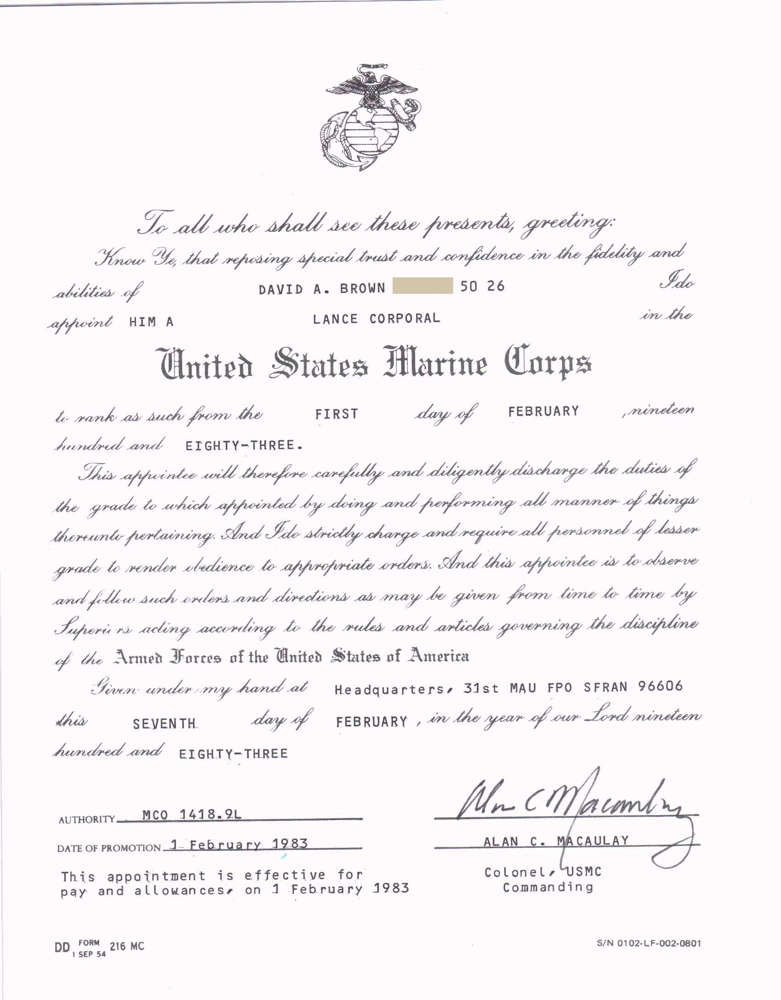 To all who shall see these presents, greeting:
Know Ye, that reposing special trust and confidence in the fidelity and
abilities of DAVID A. BROWN 50 26 I do
appoint HIM A LANCE CORPORAL in the
United States Marine Corps
to rank as such from the FIRST day of FEBRUARY , nineteen
hundred and EIGHTY-THREE.
This appointee will therefore carefully and diligently discharge the duties of
the grade to which appointed by doing and performing all manner of things
thereunto pertaining. And I do strictly charge and require all personnel of lesser
grade to render obedience to appropriate orders. And this appointee is to observe
and follow such orders and directions as may be given from time to time by
Superiors acting according to the rules and articles governing the discipline
of the Armed Forces of the United States of America
Given under my hand at Headquarters, 31st MAU FPO SFRAN 96606
this SEVENTH day of FEBRUARY , in the year of our Lord nineteen
hundred and EIGHTY-THREE
Alan C Macaulay
AUTHORITY MCO 1418.9L
ALAN C. MACAULAY
DATE OF PROMOTION 1 February 1983
Colonel, USMC
Commanding
This appointment is effective for
pay and allowances, on 1 February 1983
DD FORM 216 MC
1 SEP 54
S/N 0102-LF-002-0801